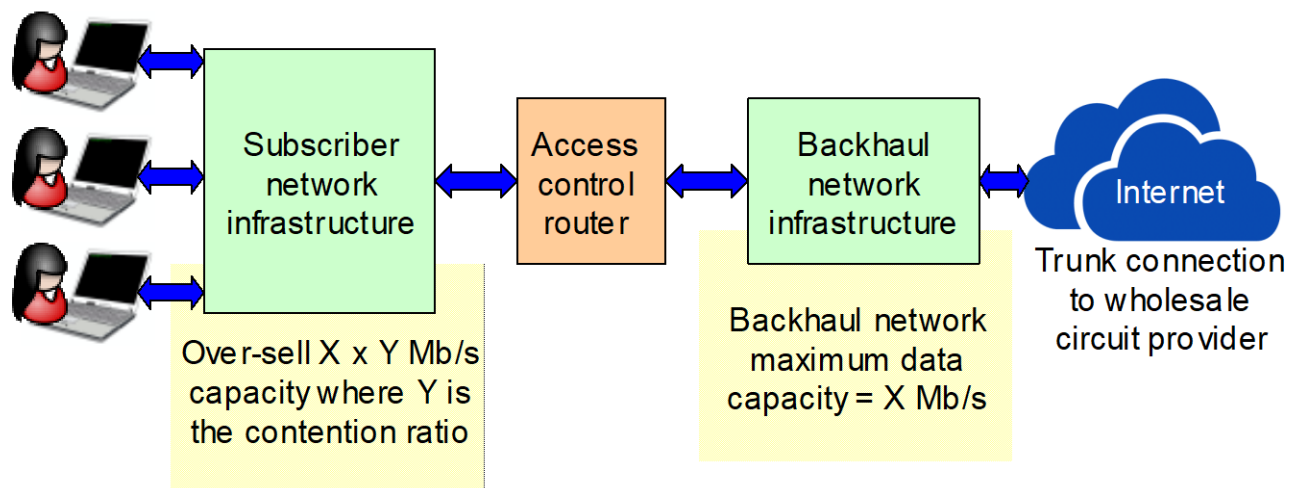 Subscriber
network
infrastructure
Access
control
router
Backhaul
network
infrastructure
Internet
Trunk connection
to wholesale
circuit provider
Over-sell X x Y Mb/s
capacity where Y is
the contention ratio
Backhaul network
maximum data
capacity = X Mb/s